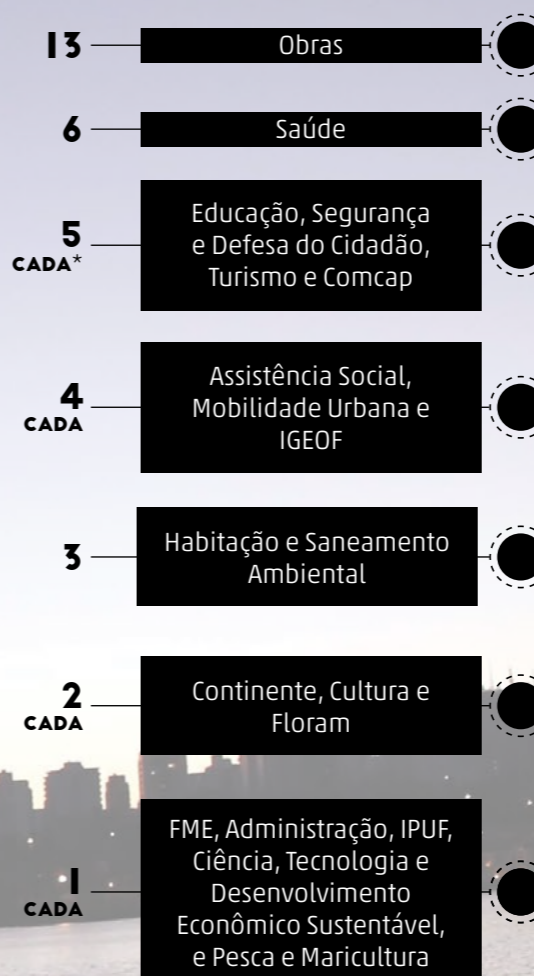 13
Obras
6
Saúde
5
CADA*
Educação, Segurança
e Defesa do Cidadão,
Turismo e Comcap
4
CADA
Assistência Social,
Mobilidade Urbana e
IGEOF
3
Habitação e Saneamento
Ambiental
2
CADA
Continente, Cultura e
Floram
1
CADA
FME, Administração, IPUF,
Ciência, Tecnologia e
Desenvolvimento
Econômico Sustentável,
e Pesca e Maricultura